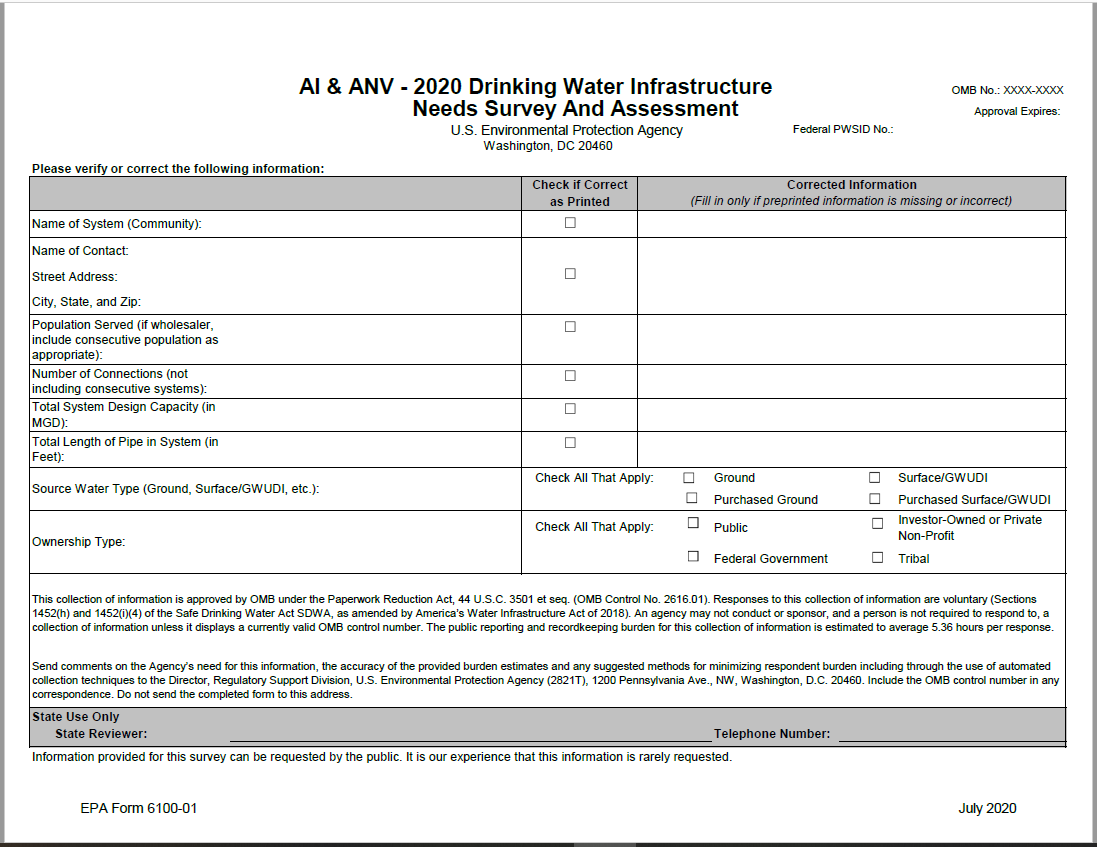 AI & ANV - 2020 Drinking Water Infrastructure
Needs Survey And Assessment
U.S. Environmental Protection Agency
Washington, DC 20460
OMB No.: XXXX-XXXX
Approval Expires:
Federal PWSID No.:
Please verify or correct the following information:
Check if Correct
as Printed
Corrected Information
(Fill in only if preprinted information is missing or incorrect)
Name of System (Community):
Name of Contact:
Street Address:
City, State, and Zip:
Population Served (if wholesaler,
include consecutive population as
appropriate):
Number of Connections (not
including consecutive systems):
Total System Design Capacity (in
MGD):
Total Length of Pipe in System (in
Feet):
Source Water Type (Ground, Surface/GWUDI, etc.):
Check All That Apply:
Ground
Surface/GWUDI
Purchased Ground
Purchased Surface/GWUDI
Ownership Type:
Check All That Apply:
Public
Investor-Owned or Private
Non-Profit
Federal Government
Tribal
This collection of information is approved by OMB under the Paperwork Reduction Act, 44 U.S.C. 3501 et seq. (OMB Control No. 2616.01). Responses to this collection of information are voluntary (Sections
1452(h) and 1452(i)(4) of the Safe Drinking Water Act SDWA, as amended by America's Water Infrastructure Act of 2018). An agency may not conduct or sponsor, and a person is not required to respond to, a
collection of information unless it displays a currently valid OMB control number. The public reporting and recordkeeping burden for this collection of information is estimated to average 5.36 hours per response.
Send comments on the Agency's need for this information, the accuracy of the provided burden estimates and any suggested methods for minimizing respondent burden including through the use of automated
collection techniques to the Director, Regulatory Support Division, U.S. Environmental Protection Agency (2821T), 1200 Pennsylvania Ave., NW, Washington, D.C. 20460. Include the OMB control number in any
correspondence. Do not send the completed form to this address.
State Use Only
State Reviewer:
Telephone Number:
Information provided for this survey can be requested by the public. It is our experience that this information is rarely requested.
EPA Form 6100-01
July 2020